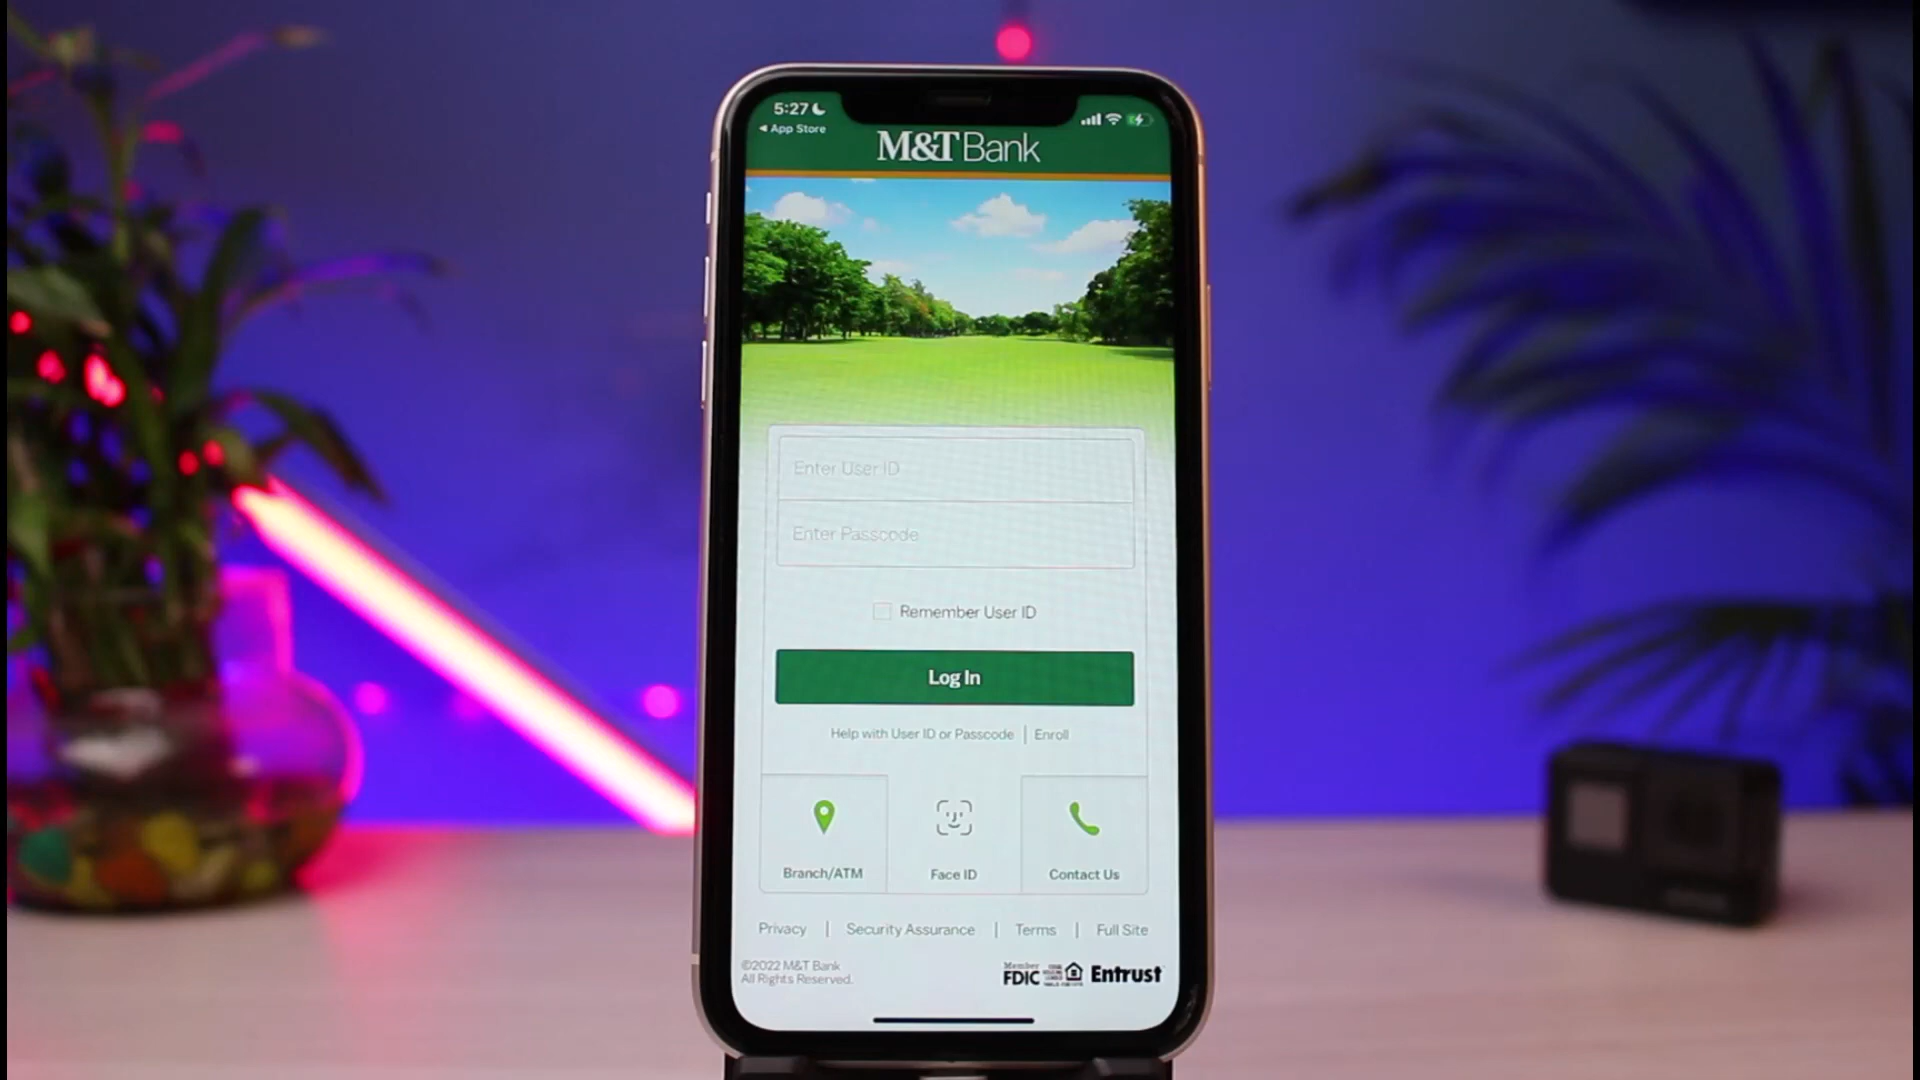 5:27
◀ App Store
M&T Bank
Enter User ID
Enter Passcode
Remember User ID
Log In
Help with User ID or Passcode | Enroll
Branch/ATM
Face ID
Contact Us
Privacy | Security Assurance | Terms | Full Site
©2022 M&T Bank
All Rights Reserved.
Member
FDIC
Entrust